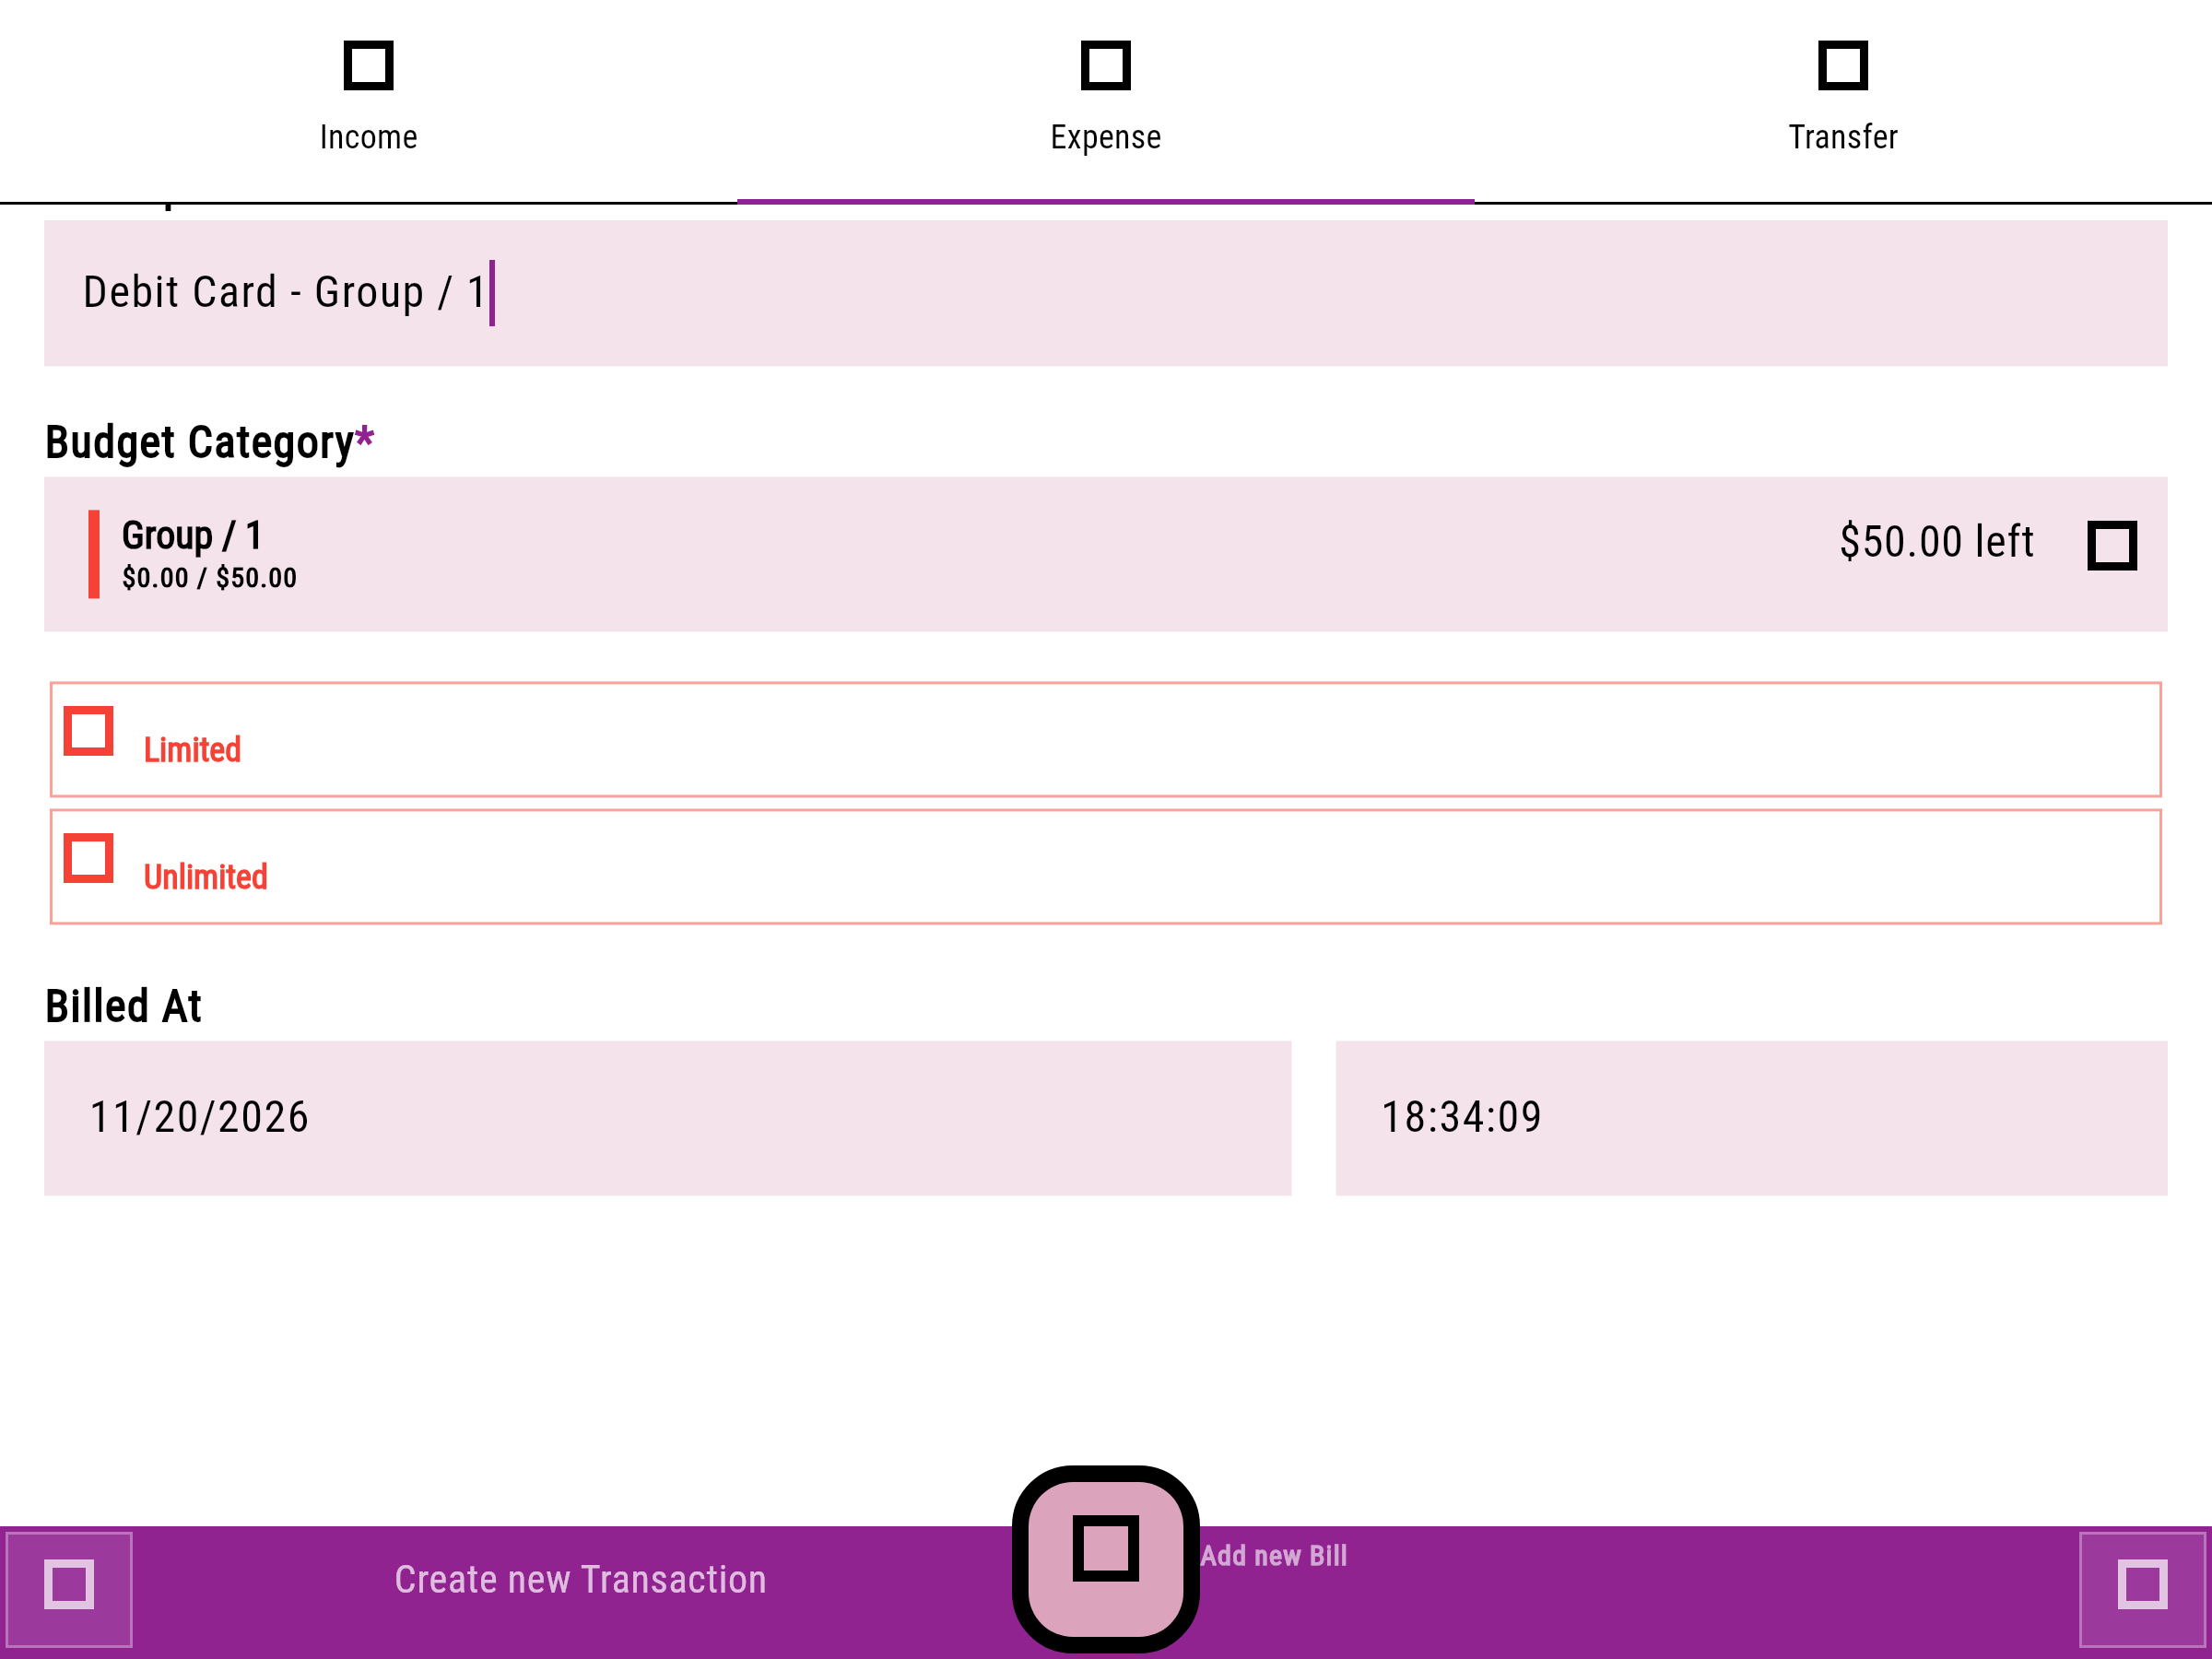 Income
Expense
Transfer
Debit Card - Group / 1
Budget Category*
Group / 1
$0.00 / $50.00
$50.00 left
Limited
Unlimited
Billed At
11/20/2026
18:34:09
Create new Transaction
Add new Bill